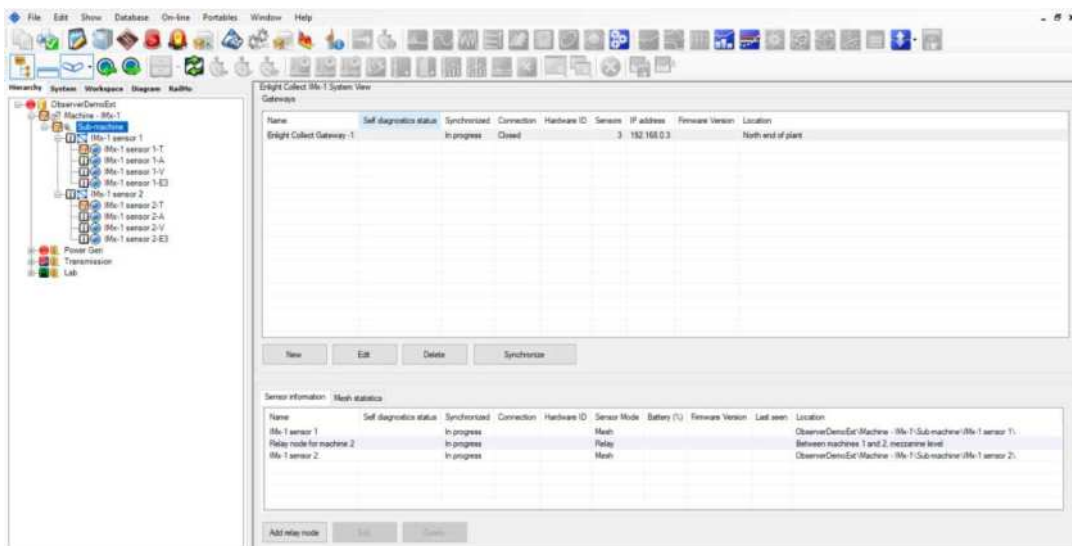 File Edit Show Database On-line Portables Window Help
Hierarchy System Workspace Diagram
ObserverDemoExt
Machine - IMx-1
Sub-machine
IMx-1 sensor 1
IMx-1 sensor 1-T
IMx-1 sensor 1-A
IMx-1 sensor 1-V
IMx-1 sensor 1-E3
IMx-1 sensor 2
IMx-1 sensor 2-T
IMx-1 sensor 2-A
IMx-1 sensor 2-V
IMx-1 sensor 2-E3
Power Gen
Transmission
Lab
Enlight Collect IMx-1 System View
Gateways
Name Self diagnostics status Synchronized Connection Hardware ID Sensors IP address Firmware Version Location
Enlight Collect Gateway -1 In progress Closed 3 192.168.0.3 North end of plant
New Edit Delete Synchronize
Sensor information Mesh statistics
Name Self diagnostics status Synchronized Connection Hardware ID Sensor Mode Battery (%) Firmware Version Last seen Location
IMx-1 sensor 1 In progress Mesh ObserverDemoExt\Machine - IMx-1\Sub-machine\IMx-1 sensor 1\
Relay node for machine 2 In progress Relay Between machines 1 and 2, mezzanine level
IMx-1 sensor 2 In progress Mesh ObserverDemoExt\Machine - IMx-1\Sub-machine\IMx-1 sensor 2\
Add relay node Edit Delete